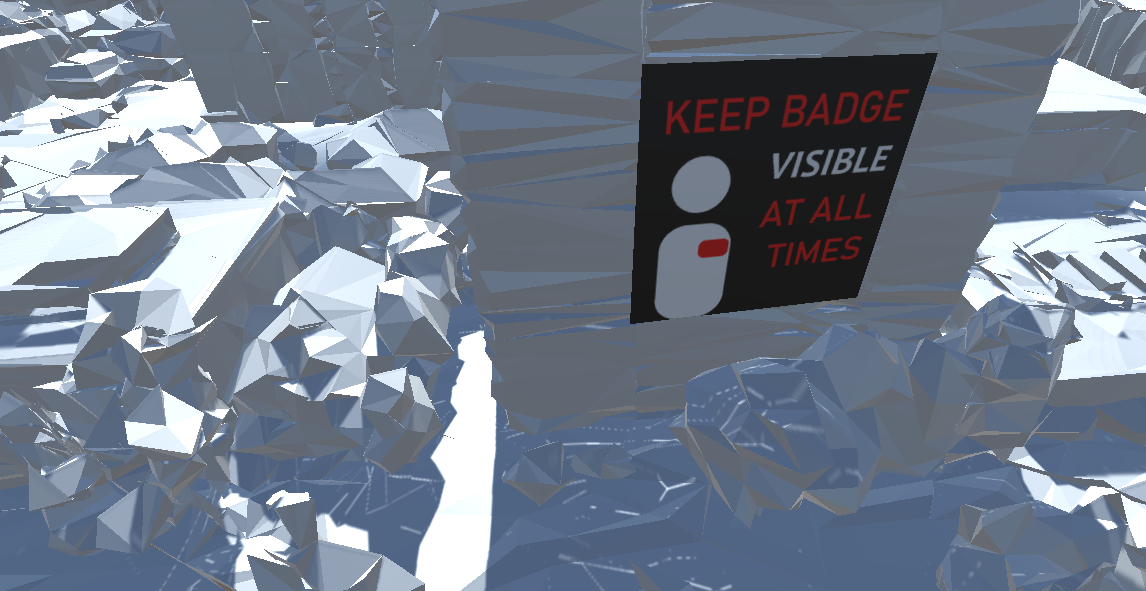 KEEP BADGE
VISIBLE
AT ALL
TIMES